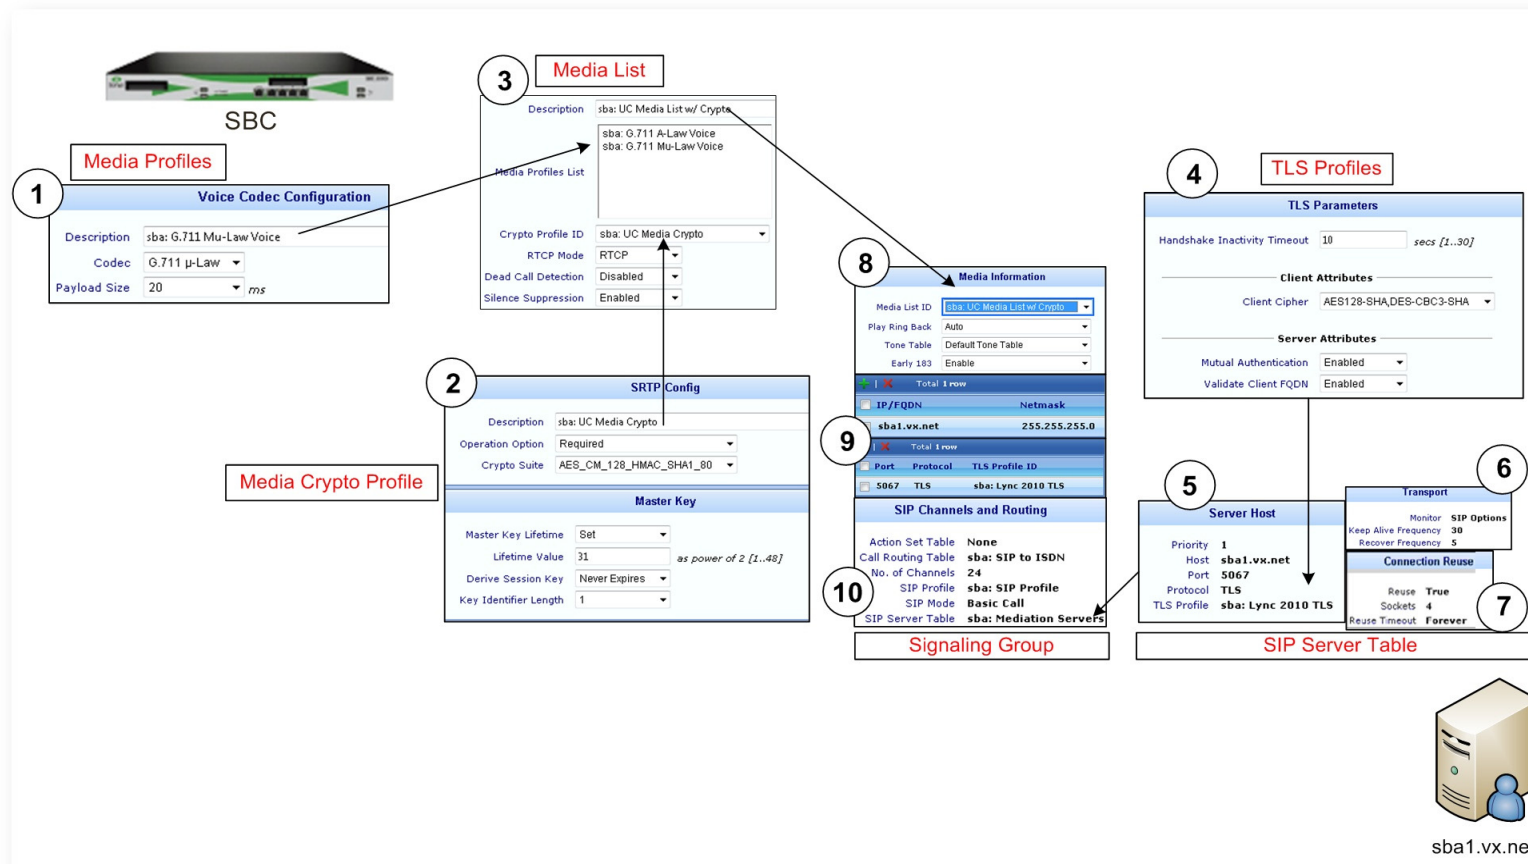 SBC
Media Profiles
1
Voice Codec Configuration
Description sba: G.711 Mu-Law Voice
Codec G.711 µ-Law
Payload Size 20 ms
3
Media List
Description sba: UC Media List w/ Crypto
sba: G.711 A-Law Voice
sba: G.711 Mu-Law Voice
Media Profiles List
Crypto Profile ID sba: UC Media Crypto
RTCP Mode RTCP
Dead Call Detection Disabled
Silence Suppression Enabled
2
SRTP Config
Description sba: UC Media Crypto
Operation Option Required
Crypto Suite AES_CM_128_HMAC_SHA1_80
Media Crypto Profile
Master Key
Master Key Lifetime Set
Lifetime Value 31 as power of 2 [1..48]
Derive Session Key Never Expires
Key Identifier Length 1
8
Media Information
Media List ID sba: UC Media List w/ Crypto
Play Ring Back Auto
Tone Table Default Tone Table
Early 183 Enable
| Total 1 row
IP/FQDN Netmask
sba1.vx.net 255.255.255.0
9
| Total 1 row
Port Protocol TLS Profile ID
5067 TLS sba: Lync 2010 TLS
SIP Channels and Routing
Action Set Table None
Call Routing Table sba: SIP to ISDN
No. of Channels 24
10
SIP Profile sba: SIP Profile
SIP Mode Basic Call
SIP Server Table sba: Mediation Servers
Signaling Group
4
TLS Profiles
TLS Parameters
Handshake Inactivity Timeout 10 secs [1..30]
Client Attributes
Client Cipher AES128-SHA,DES-CBC3-SHA
Server Attributes
Mutual Authentication Enabled
Validate Client FQDN Enabled
5
Server Host
Priority 1
Host sba1.vx.net
Port 5067
Protocol TLS
TLS Profile sba: Lync 2010 TLS
6
Transport
Monitor SIP Options
Keep Alive Frequency 30
Recover Frequency 5
Connection Reuse
7
Reuse True
Sockets 4
Reuse Timeout Forever
SIP Server Table
sba1.vx.ne